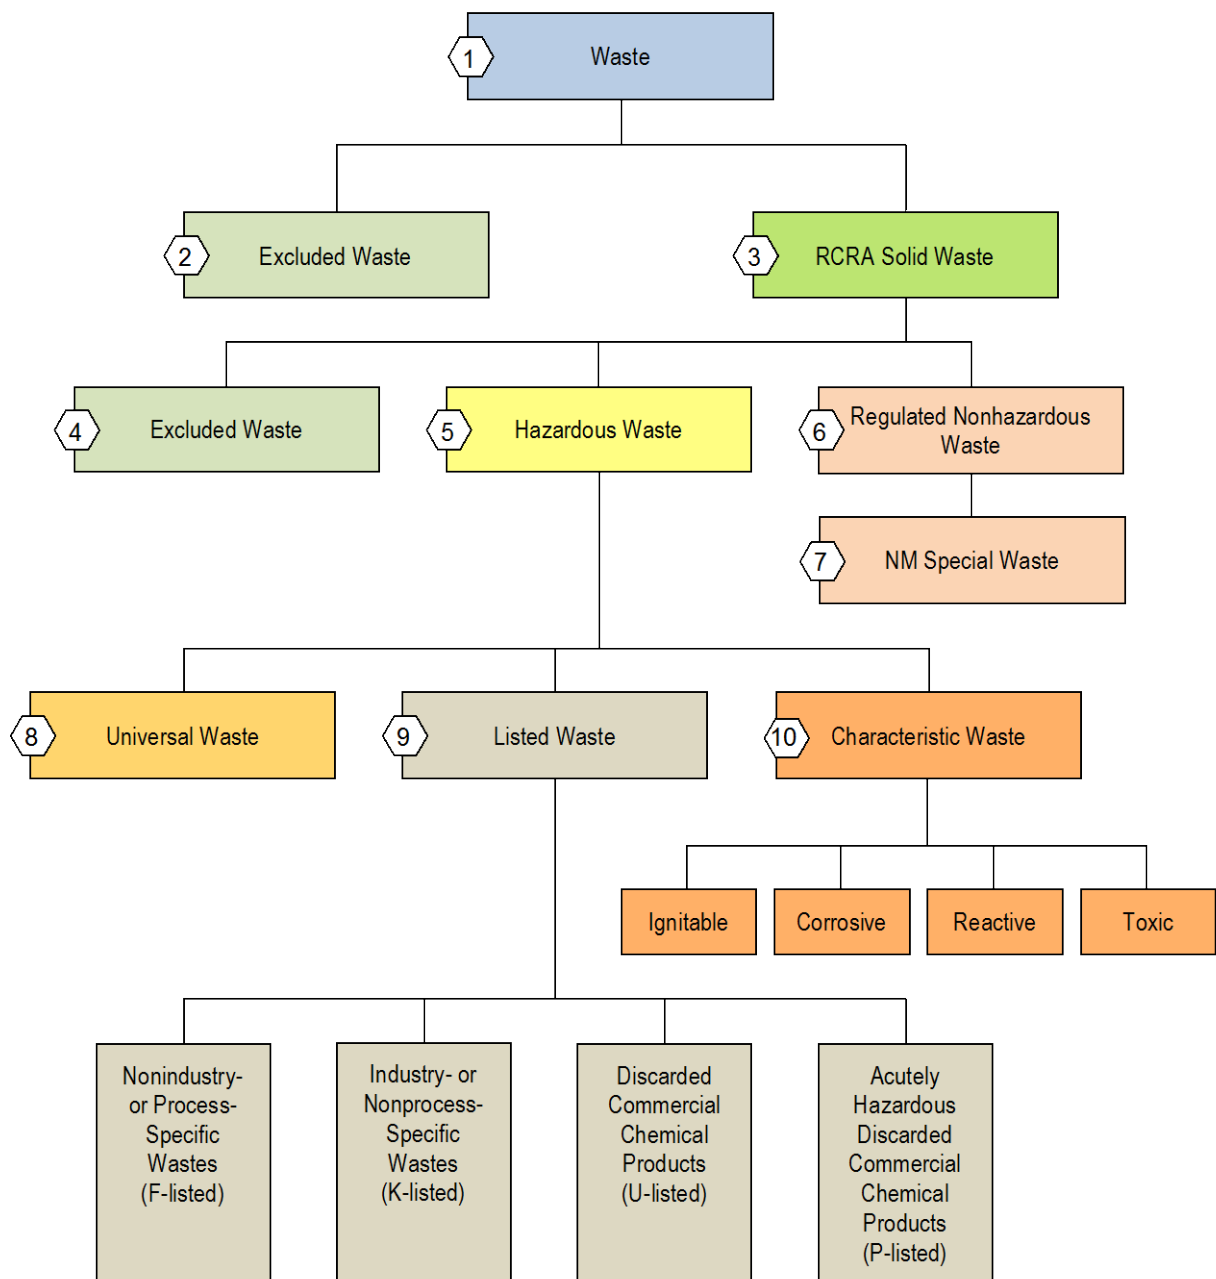 1
Waste
2
Excluded Waste
3
RCRA Solid Waste
4
Excluded Waste
5
Hazardous Waste
6
Regulated Nonhazardous
Waste
7
NM Special Waste
8
Universal Waste
9
Listed Waste
10
Characteristic Waste
Ignitable
Corrosive
Reactive
Toxic
Nonindustry-
or Process-
Specific
Wastes
(F-listed)
Industry- or
Nonprocess-
Specific
Wastes
(K-listed)
Discarded
Commercial
Chemical
Products
(U-listed)
Acutely
Hazardous
Discarded
Commercial
Chemical
Products
(P-listed)